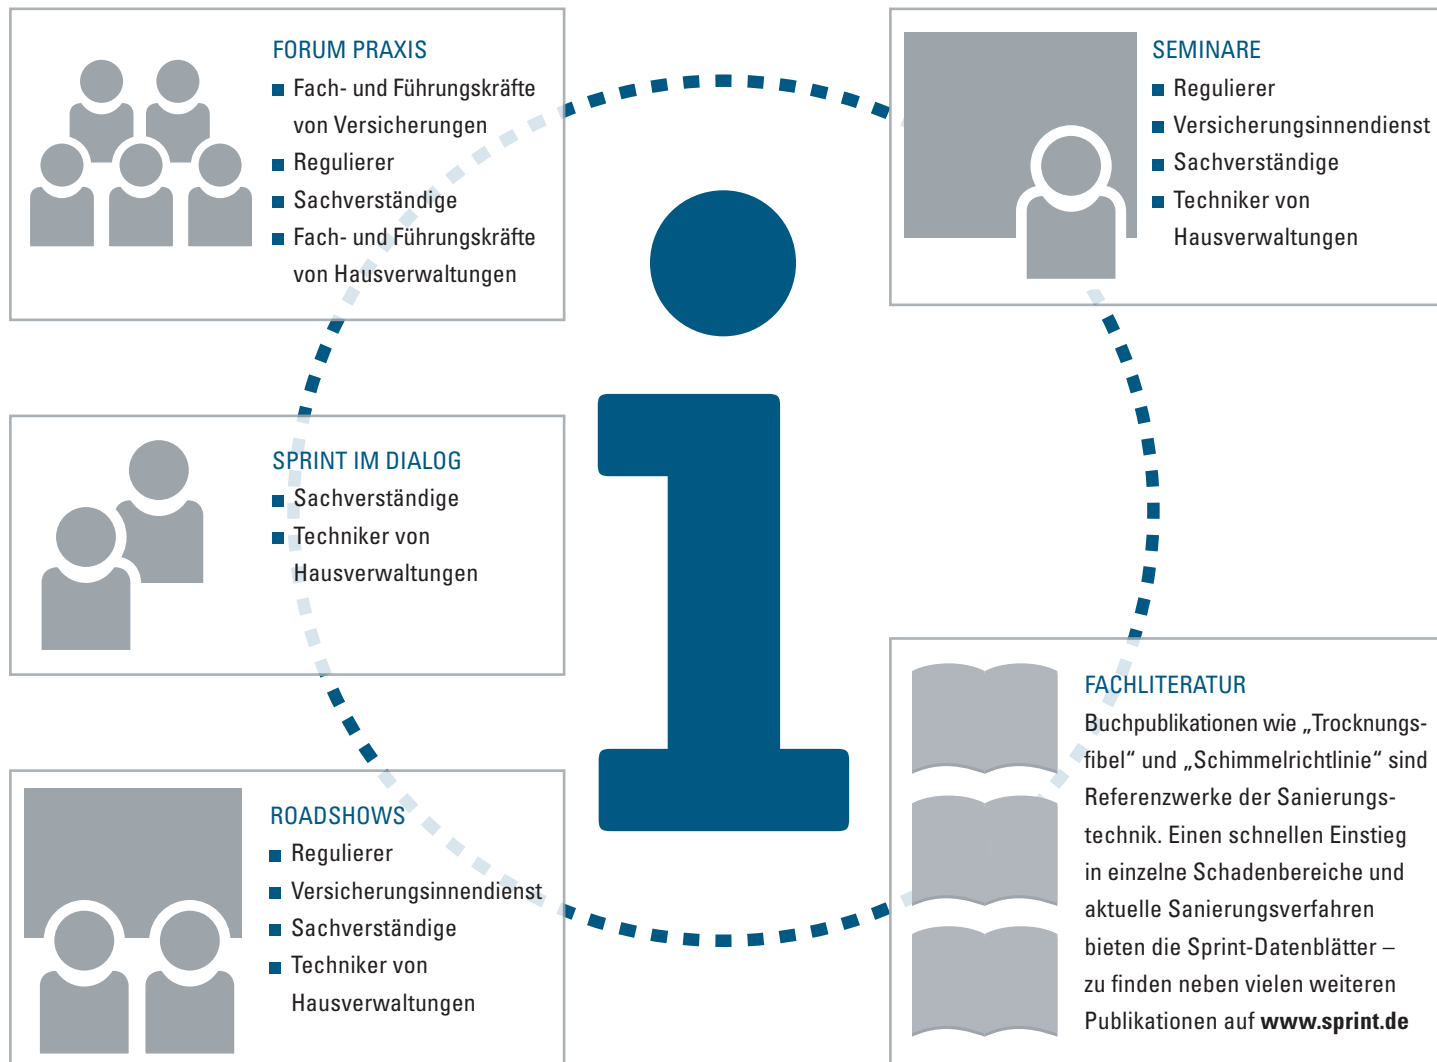 FORUM PRAXIS
Fach- und Führungskräfte
von Versicherungen
Regulierer
Sachverständige
Fach- und Führungskräfte
von Hausverwaltungen
SEMINARE
Regulierer
Versicherungsinnendienst
Sachverständige
Techniker von
Hausverwaltungen
i
SPRINT IM DIALOG
Sachverständige
Techniker von
Hausverwaltungen
ROADSHOWS
Regulierer
Versicherungsinnendienst
Sachverständige
Techniker von
Hausverwaltungen
FACHLITERATUR
Buchpublikationen wie „Trocknungs-
fibel“ und „Schimmelrichtlinie“ sind
Referenzwerke der Sanierungs-
technik. Einen schnellen Einstieg
in einzelne Schadenbereiche und
aktuelle Sanierungsverfahren
bieten die Sprint-Datenblätter –
zu finden neben vielen weiteren
Publikationen auf www.sprint.de